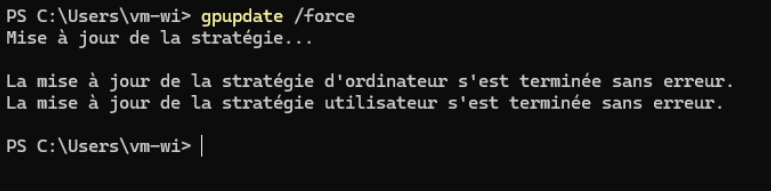 PS C:\Users\vm-wi> gpupdate /force
Mise à jour de la stratégie...
La mise à jour de la stratégie d'ordinateur s'est terminée sans erreur.
La mise à jour de la stratégie utilisateur s'est terminée sans erreur.
PS C:\Users\vm-wi>